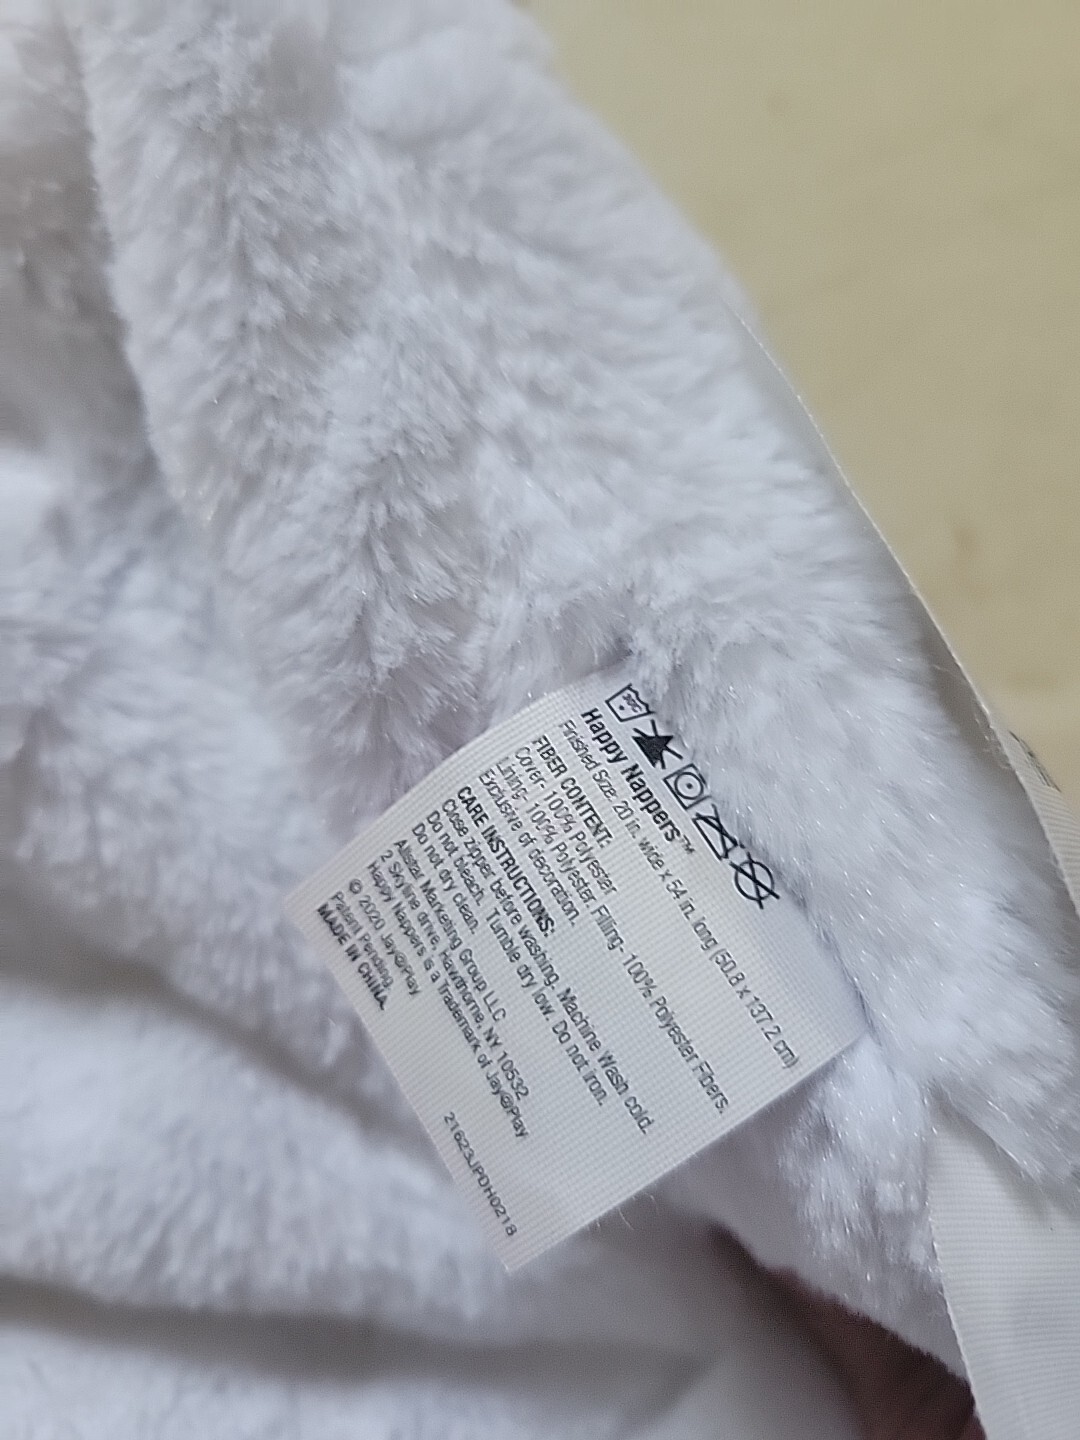 30C
Happy Nappers™
Finished Size: 20 in. wide x 54 in. long (50.8 x 137.2 cm)
FIBER CONTENT:
Cover- 100% Polyester
Lining- 100% Polyester Filling- 100% Polyester Fibers.
Exclusive of decoration.
CARE INSTRUCTIONS:
Close zipper before washing. Machine Wash cold.
Do not bleach. Tumble dry low. Do not iron.
Do not dry clean.
Allstar Marketing Group LLC
2 Skyline drive, Hawthorne, NY 10532
Happy Nappers is a Trademark of Jay@Play
© 2020 Jay@Play
Patent Pending.
MADE IN CHINA.
21623JPDH0218